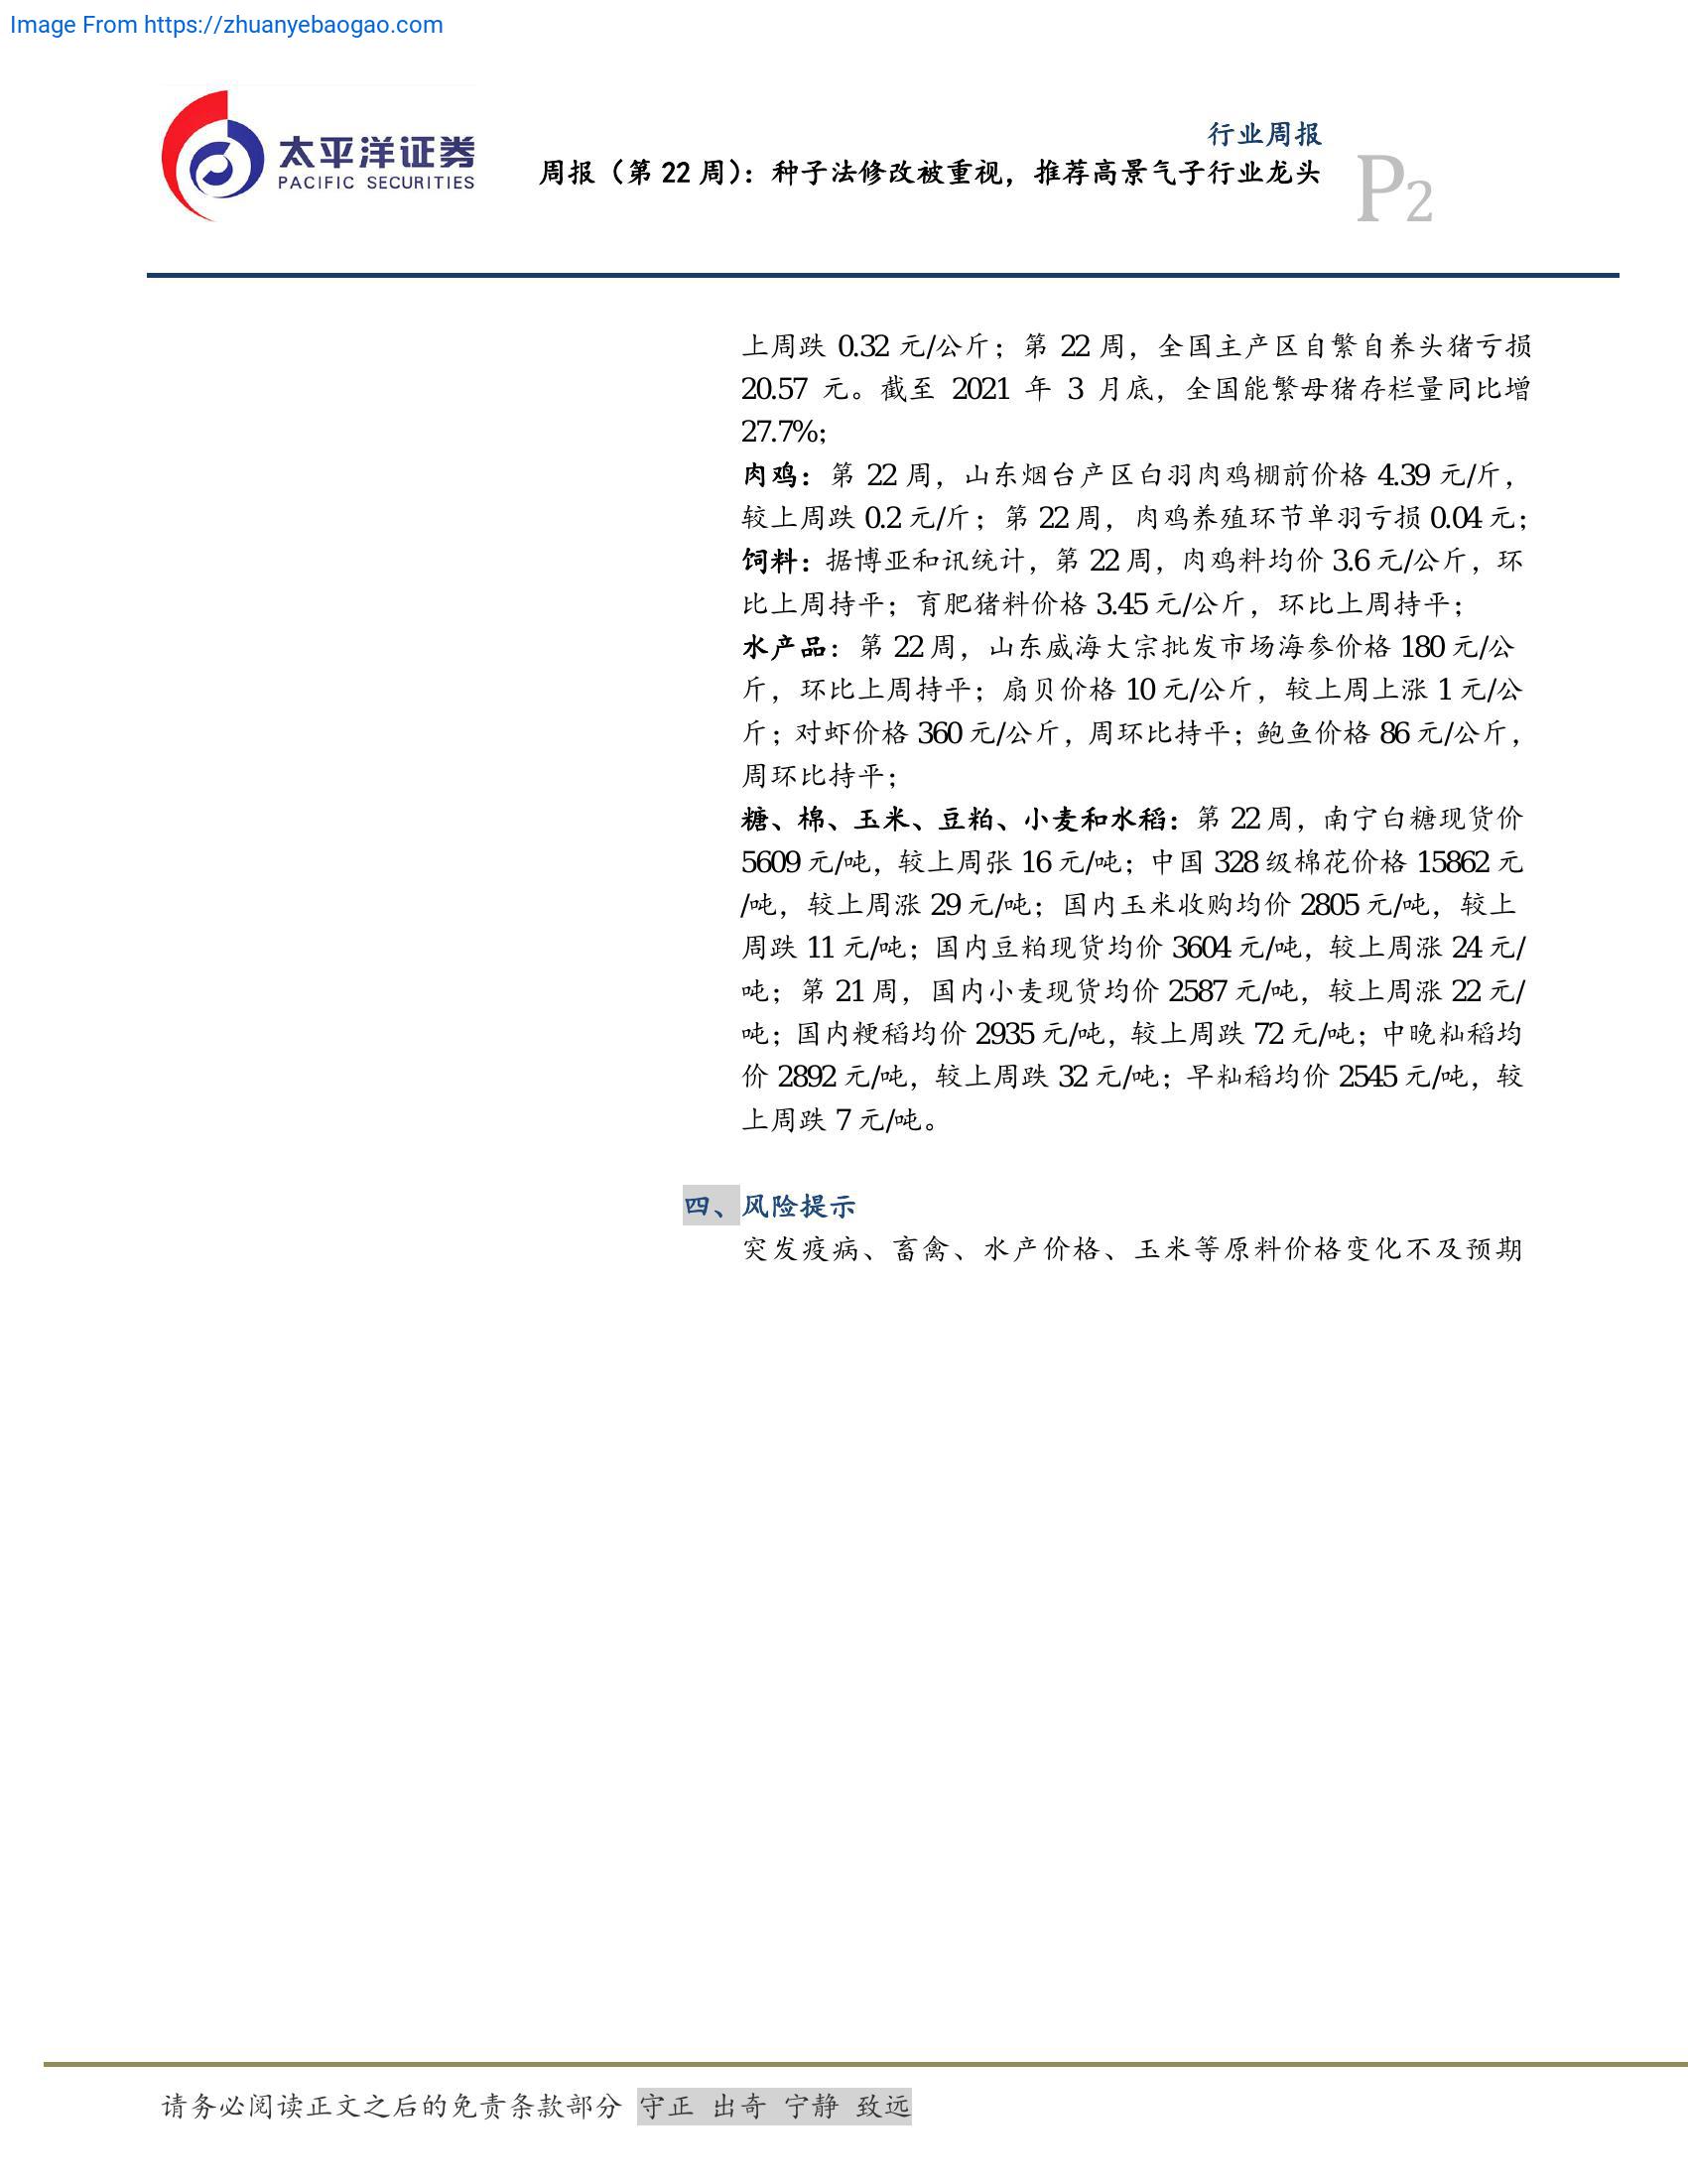 Image From https://zhuanyebaogao.com
太平洋证券
PACIFIC SECURITIES
行业周报
周报（第 22 周）：种子法修改被重视，推荐高景气子行业龙头
P2
上周跌 0.32 元/公斤；第 22 周，全国主产区自繁自养头猪亏损
20.57 元。截至 2021 年 3 月底，全国能繁母猪存栏量同比增
27.7%；
肉鸡：第 22 周，山东烟台产区白羽肉鸡棚前价格 4.39 元/斤，
较上周跌 0.2 元/斤；第 22 周，肉鸡养殖环节单羽亏损 0.04 元；
饲料：据博亚和讯统计，第 22 周，肉鸡料均价 3.6 元/公斤，环
比上周持平；育肥猪料价格 3.45 元/公斤，环比上周持平；
水产品：第 22 周，山东威海大宗批发市场海参价格 180 元/公
斤，环比上周持平；扇贝价格 10 元/公斤，较上周上涨 1 元/公
斤；对虾价格 360 元/公斤，周环比持平；鲍鱼价格 86 元/公斤，
周环比持平；
糖、棉、玉米、豆粕、小麦和水稻：第 22 周，南宁白糖现货价
5609 元/吨，较上周张 16 元/吨；中国 328 级棉花价格 15862 元
/吨，较上周涨 29 元/吨；国内玉米收购均价 2805 元/吨，较上
周跌 11 元/吨；国内豆粕现货均价 3604 元/吨，较上周涨 24 元/
吨；第 21 周，国内小麦现货均价 2587 元/吨，较上周涨 22 元/
吨；国内粳稻均价 2935 元/吨，较上周跌 72 元/吨；中晚籼稻均
价 2892 元/吨，较上周跌 32 元/吨；早籼稻均价 2545 元/吨，较
上周跌 7 元/吨。
四、风险提示
突发疫病、畜禽、水产价格、玉米等原料价格变化不及预期
请务必阅读正文之后的免责条款部分 守正 出奇 宁静 致远